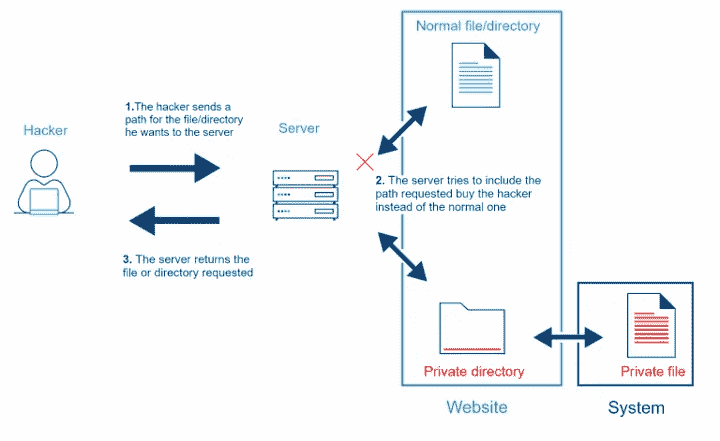 Normal file/directory
1.The hacker sends a
path for the file/directory
he wants to the server
Hacker
Server
2. The server tries to include the
path requested buy the hacker
instead of the normal one
3. The server returns the
file or directory requested
Private directory
Private file
Website
System